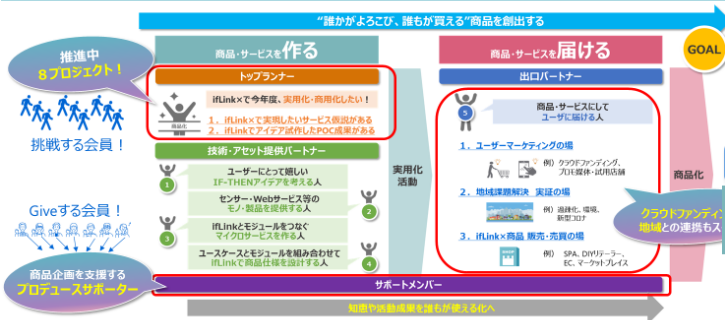 “誰かがよろこび、誰もが買える”商品を創出する
GOAL
推進中
8プロジェクト！
挑戦する会員！
Giveする会員！
商品企画を支援する
プロデュースサポーター
商品・サービスを作る
トップランナー
商品化
ifLink×で今年度、実用化・商用化したい！
1、ifLink×で実現したいサービス仮説がある
2、ifLinkでアイデア試作したPOC成果がある
技術・アセット提供パートナー
1
ユーザーにとって嬉しい
IF-THENアイデアを考える人
センサー・Webサービス等の
モノ・製品を提供する人
2
3
ifLinkとモジュールをつなぐ
マイクロサービスを作る人
ユースケースとモジュールを組み合わせて
ifLinkで商品仕様を設計する人
4
実用化
活動
商品・サービスを届ける
出口パートナー
5
商品・サービスにして
ユーザに届ける人
1、ユーザーマーケティングの場
例）クラウドファンディング、
プロモ媒体・試用店舗
2、地域課題解決 実証の場
例）過疎化、環境、
新型コロナ
3、ifLink×商品 販売・売買の場
例） SPA、DIYリテーラー、
EC、マーケットプレイス
商品化
クラウドファンディン
地域との連携もス
サポートメンバー
知恵や活動成果を誰もが使える化へ